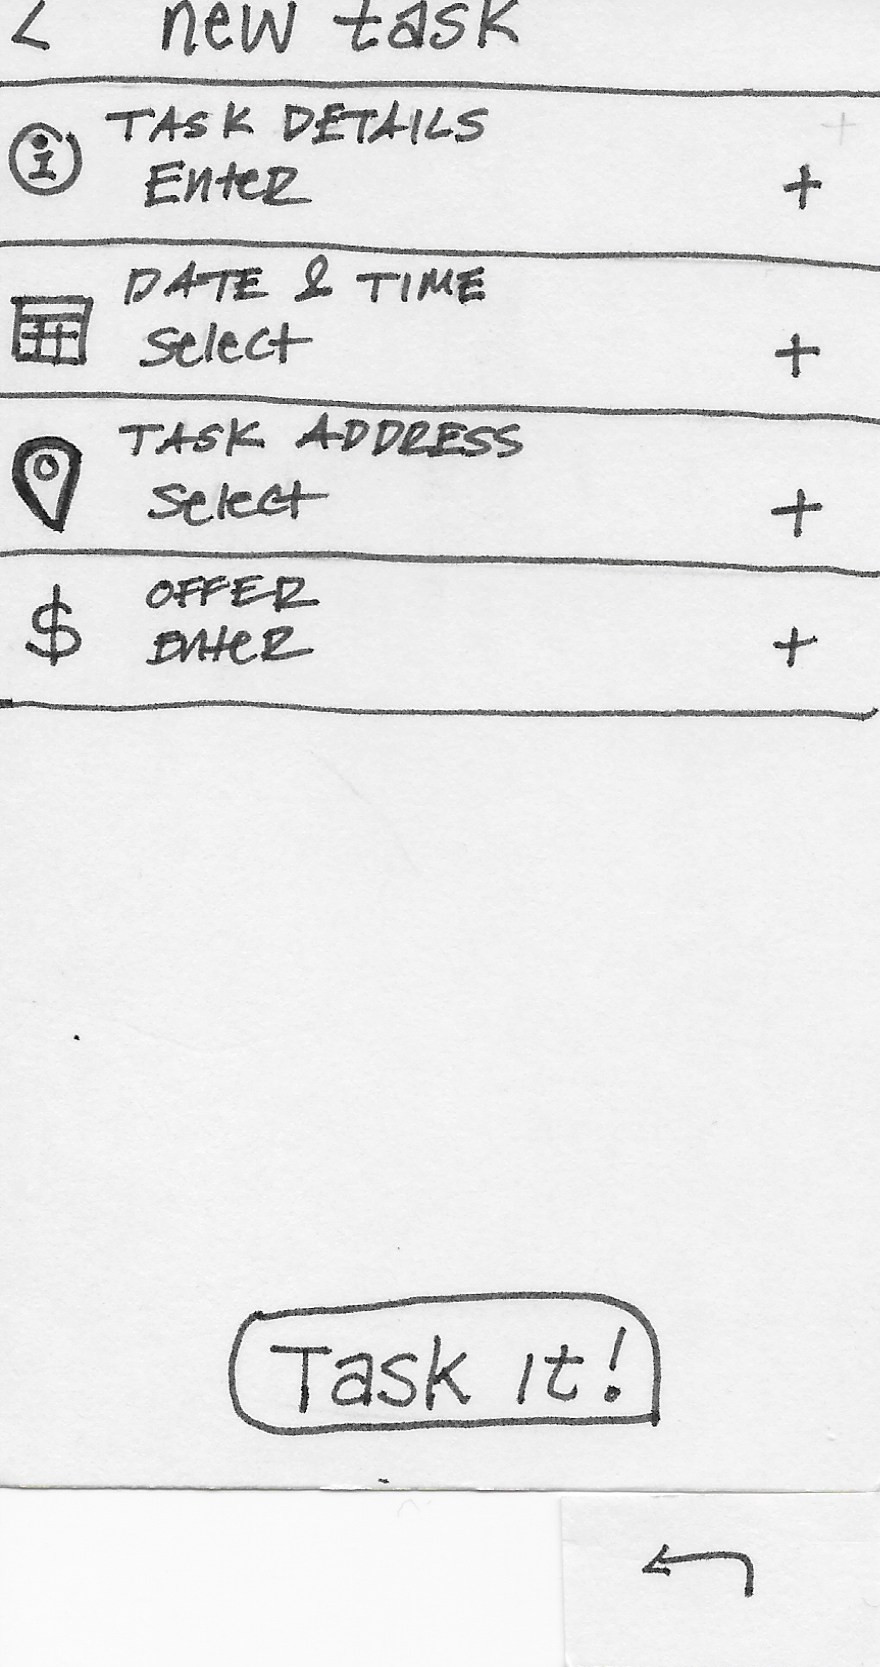 < new task
TASK DETAILS
Enter
+
DATE & TIME
Select
+
TASK ADDRESS
Select
+
$ OFFER
Enter
+
Task it!